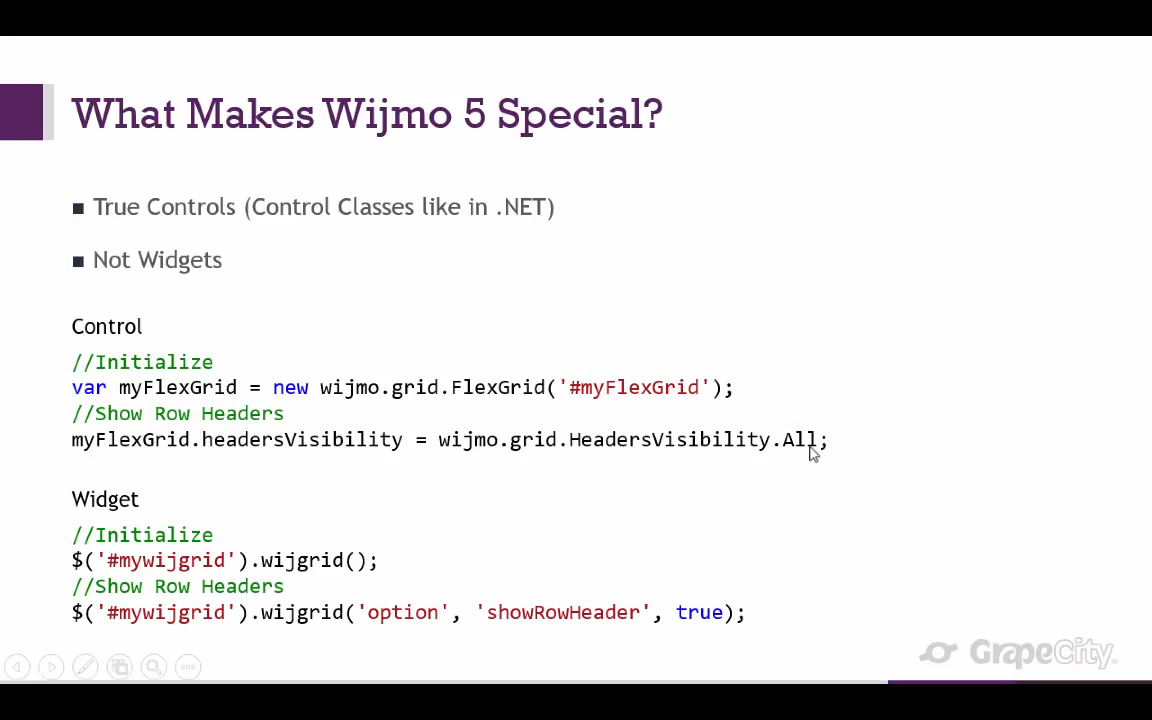 What Makes Wijmo 5 Special?
True Controls (Control Classes like in .NET)
Not Widgets
Control
//Initialize
var myFlexGrid = new wijmo.grid.FlexGrid('#myFlexGrid');
//Show Row Headers
myFlexGrid.headersVisibility = wijmo.grid.HeadersVisibility.All;
Widget
//Initialize
$('#mywijgrid').wijgrid();
//Show Row Headers
$('#mywijgrid').wijgrid('option', 'showRowHeader', true);
GrapeCity